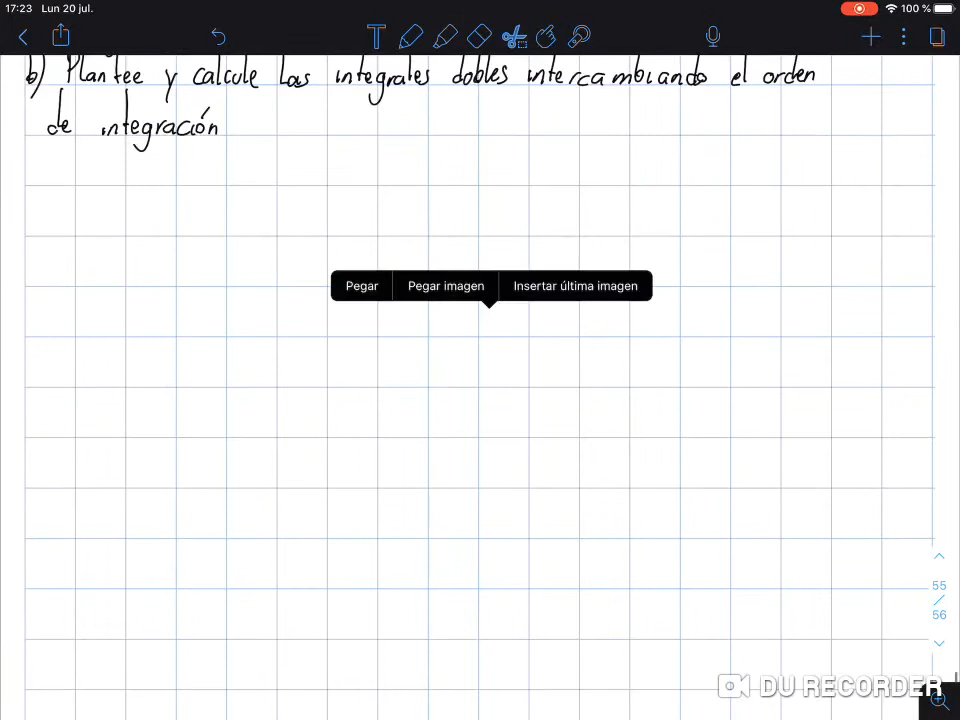 17:23 Lun 20 jul. 100 %
b) Plantee y calcule las integrales dobles intercambiando el orden
de integración
Pegar Pegar imagen Insertar última imagen
55
/
56
DU RECORDER